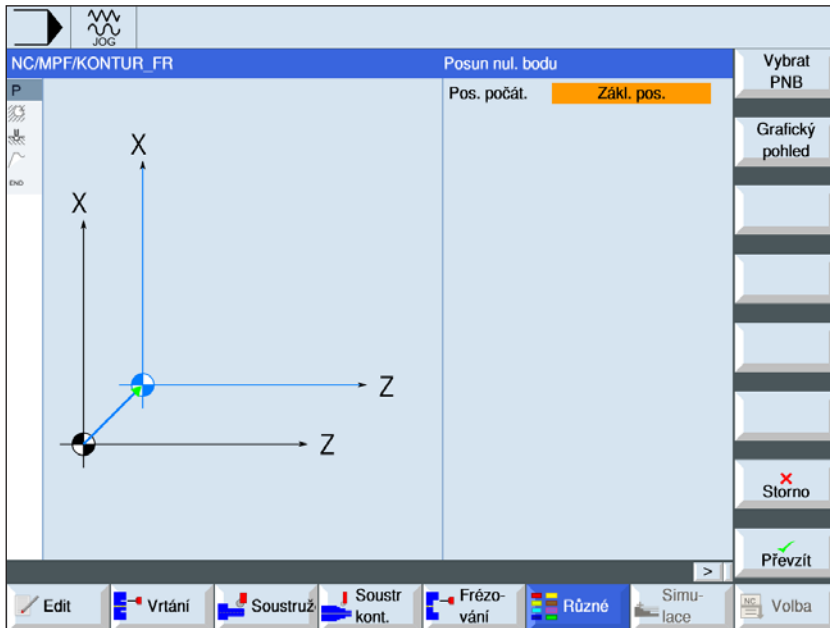 JOG
NC/MPF/KONTUR_FR
Posun nul. bodu
Vybrat
PNB
P
Pos. počát.
Zákl. pos.
Grafický
pohled
END
X
X
Z
Z
Storno
Převzít
>
Edit
Vrtání
Soustruž
Soustr
kont.
Frézo-
vání
Různé
Simu-
lace
NC
Volba